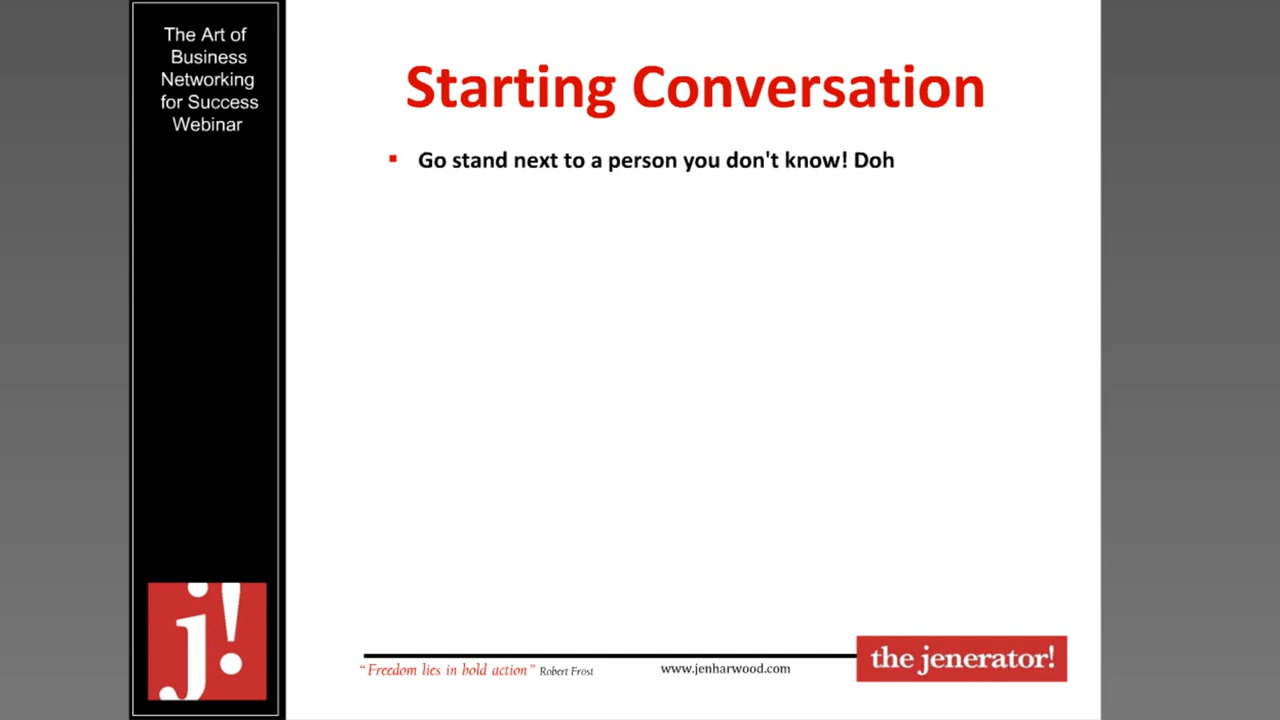 The Art of
Business
Networking
for Success
Webinar
Starting Conversation
Go stand next to a person you don't know! Doh
j!
"Freedom lies in bold action" Robert Frost
www.jenharwood.com
the jenerator!